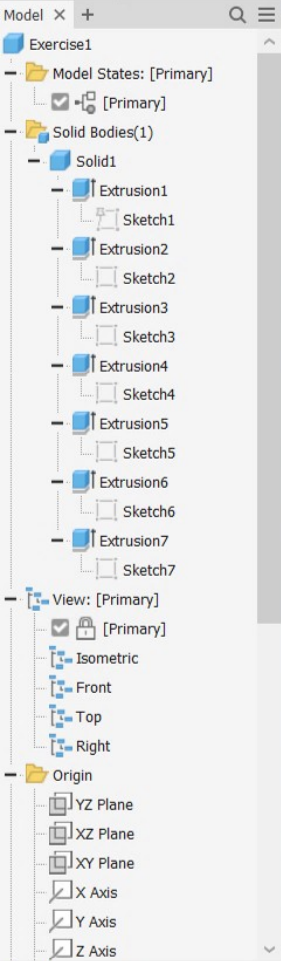 Model × +
Exercise1
Model States: [Primary]
[Primary]
Solid Bodies(1)
Solid1
Extrusion1
Sketch1
Extrusion2
Sketch2
Extrusion3
Sketch3
Extrusion4
Sketch4
Extrusion5
Sketch5
Extrusion6
Sketch6
Extrusion7
Sketch7
View: [Primary]
[Primary]
Isometric
Front
Top
Right
Origin
YZ Plane
XZ Plane
XY Plane
X Axis
Y Axis
Z Axis